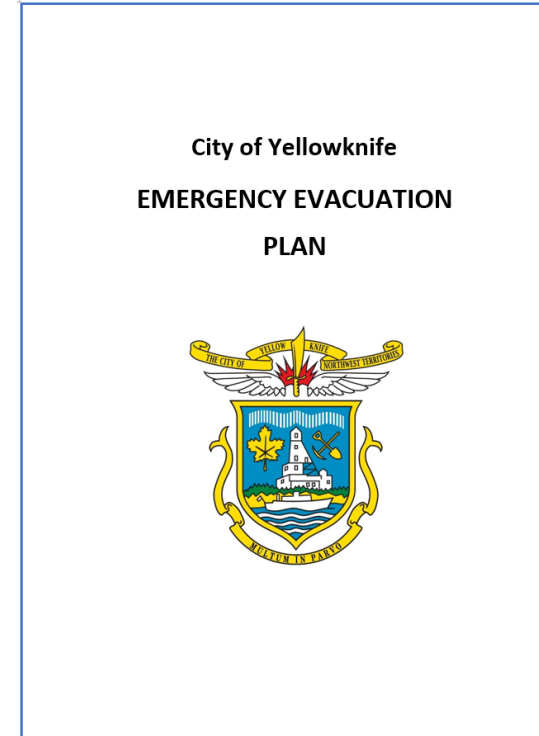 City of Yellowknife
EMERGENCY EVACUATION
PLAN
THE CITY OF YELLOW KNIFE NORTHWEST TERRITORIES
MULTUM IN PARVO